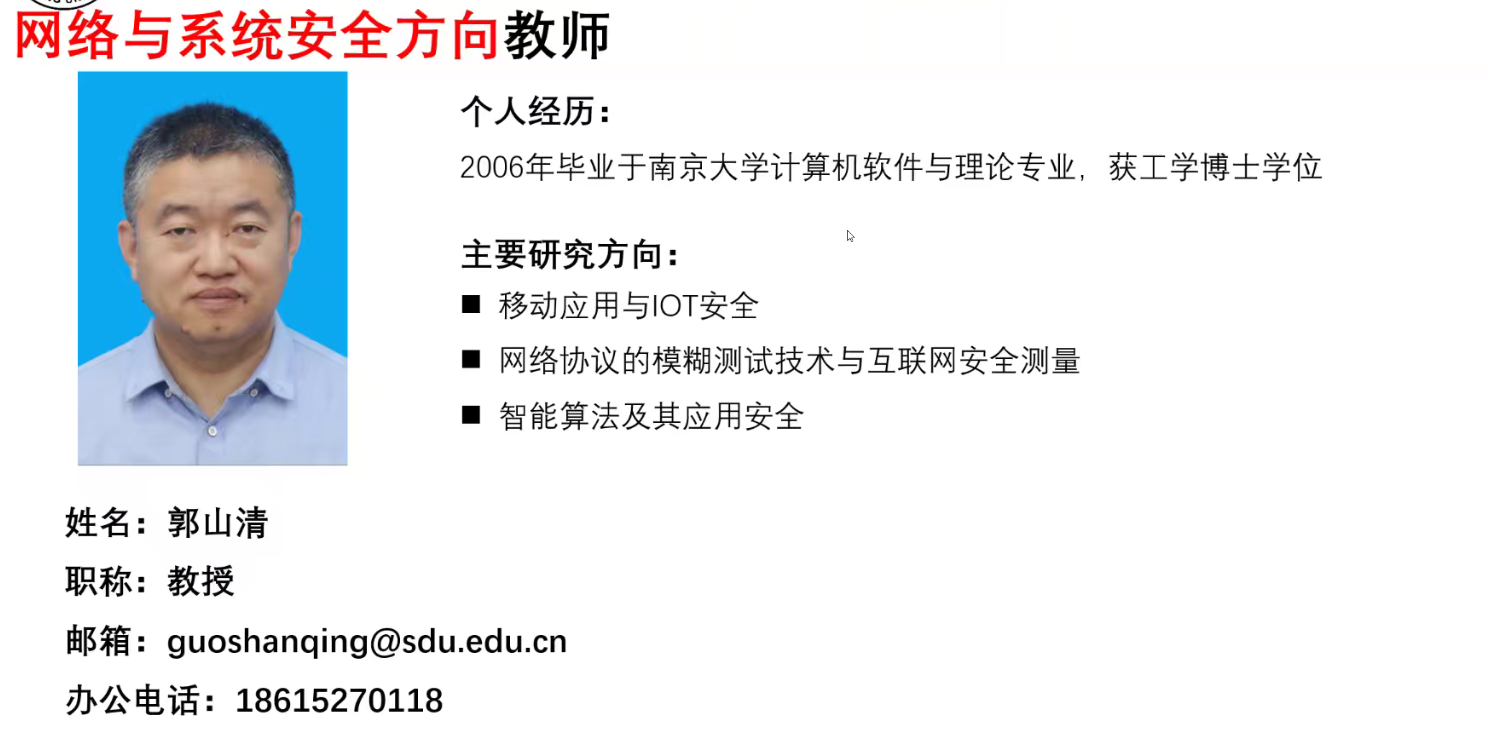 网络与系统安全方向教师
个人经历：
2006年毕业于南京大学计算机软件与理论专业，获工学博士学位
主要研究方向：
■ 移动应用与IOT安全
■ 网络协议的模糊测试技术与互联网安全测量
■ 智能算法及其应用安全
姓名：郭山清
职称：教授
邮箱：guoshanqing@sdu.edu.cn
办公电话：18615270118